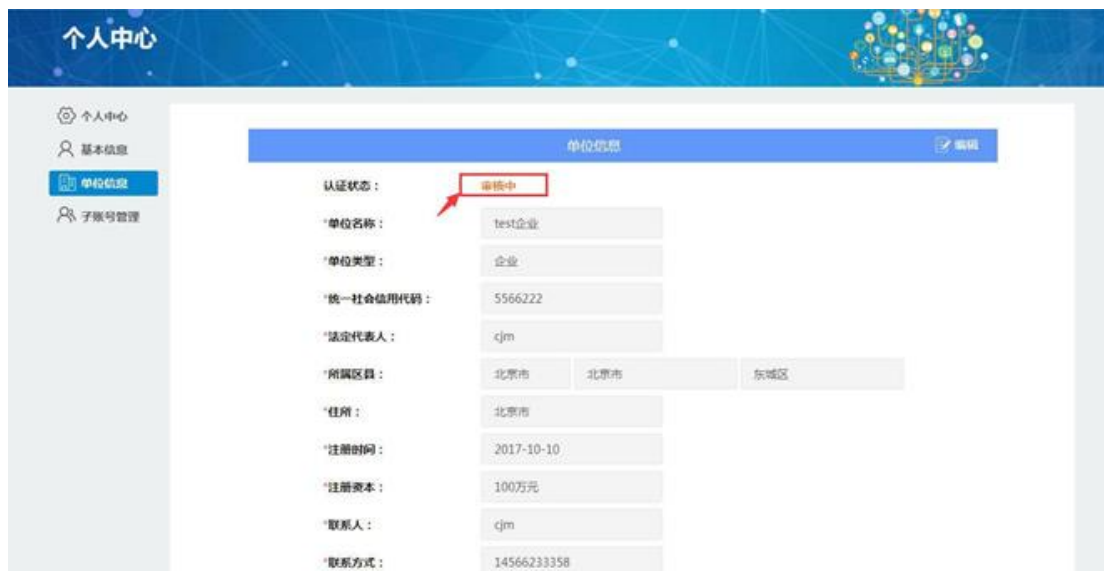 个人中心
个人中心
基本信息
单位信息
子账号管理
单位信息 编辑
认证状态： 审核中
*单位名称： test企业
*单位类型： 企业
*统一社会信用代码： 5566222
*法定代表人： cjm
*所属区县： 北京市 北京市 东城区
*住所： 北京市
*注册时间： 2017-10-10
*注册资本： 100万元
*联系人： cjm
*联系方式： 14566233358